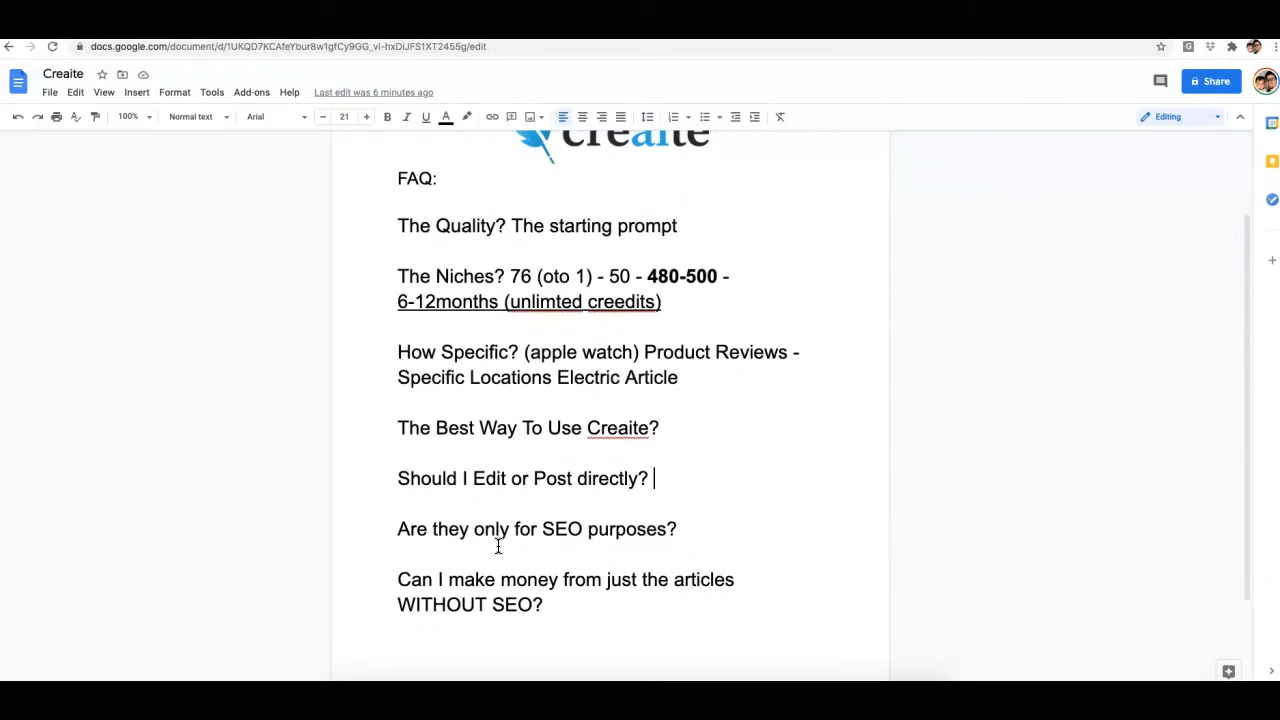 docs.google.com/document/d/1UKQD7KCAfeYbur8w1gfCy9GG_vl-hxDiJFS1XT2455g/edit
Creaite
File Edit View Insert Format Tools Add-ons Help Last edit was 6 minutes ago
Share
100% Normal text Arial 21 B I U A Editing
creaite
FAQ:
The Quality? The starting prompt
The Niches? 76 (oto 1) - 50 - 480-500 -
6-12months (unlimted creedits)
How Specific? (apple watch) Product Reviews -
Specific Locations Electric Article
The Best Way To Use Creaite?
Should I Edit or Post directly?
Are they only for SEO purposes?
Can I make money from just the articles
WITHOUT SEO?